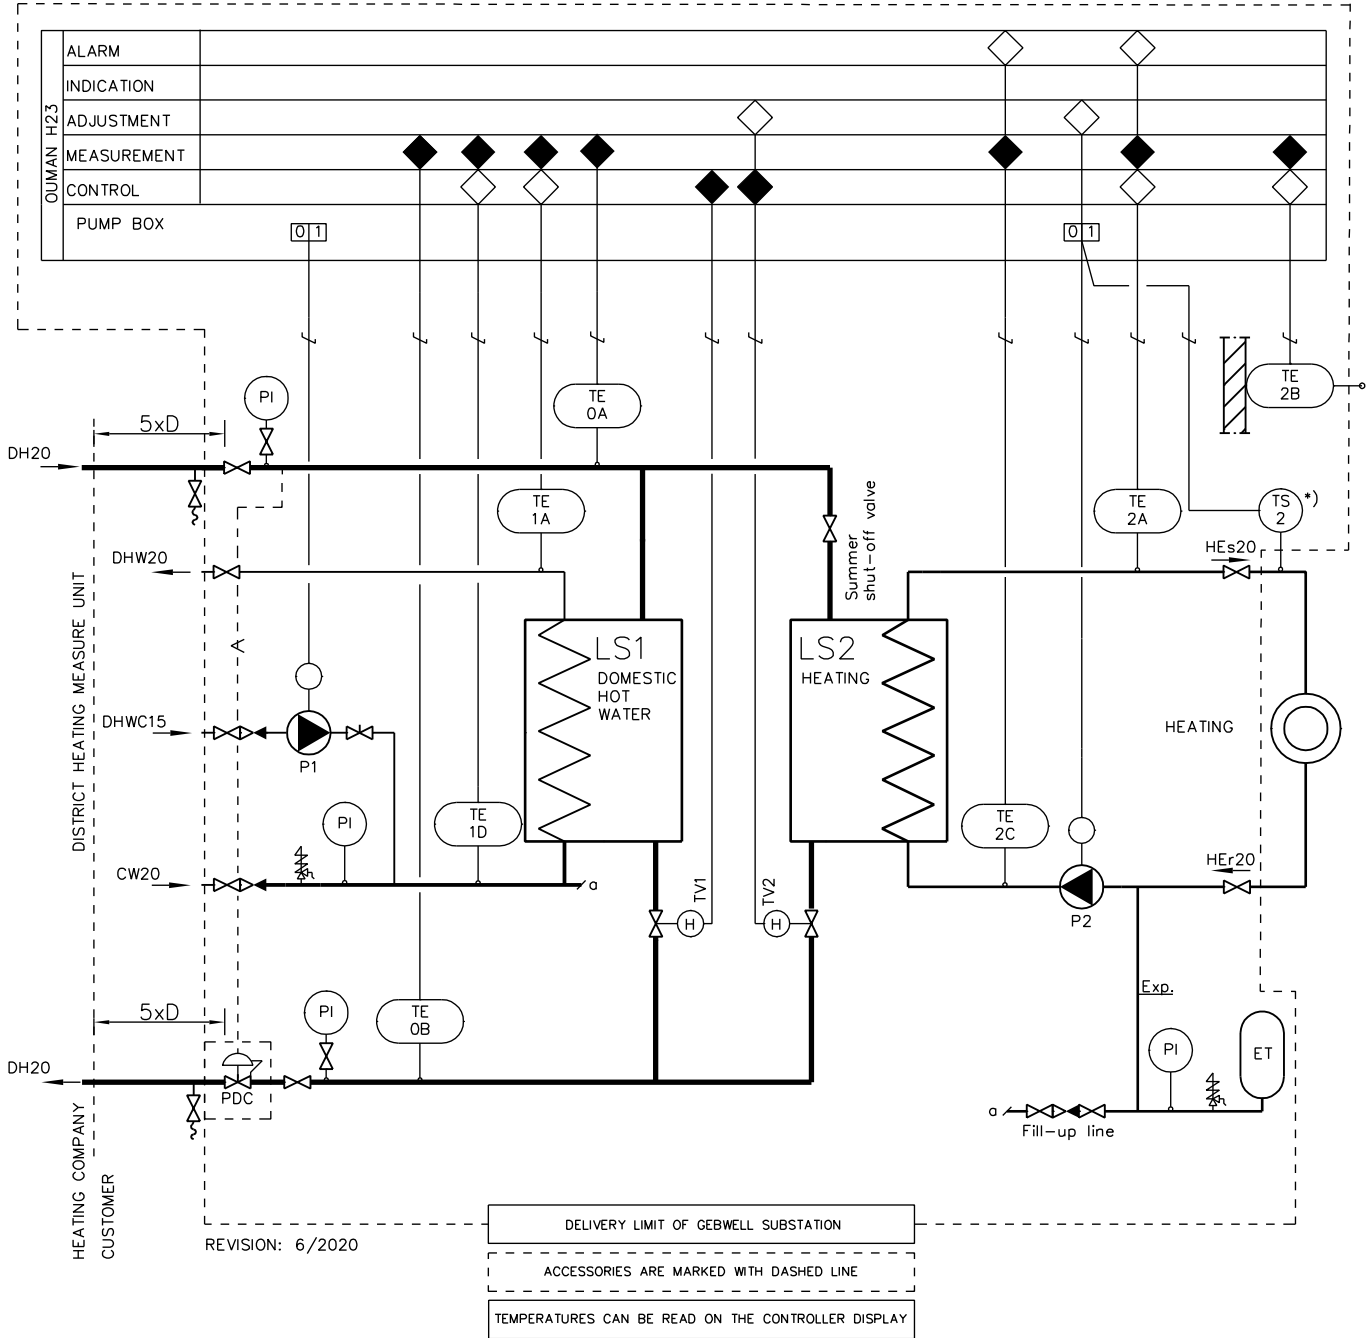 OUMAN H23
ALARM
INDICATION
ADJUSTMENT
MEASUREMENT
CONTROL
PUMP BOX
0 1
0 1
PI
5xD
DH20
TE
0A
TE
2B
TE
1A
Summer
shut-off valve
TE
2A
TS
2
*)
DHW20
HEs20
DISTRICT HEATING MEASURE UNIT
A
LS1
DOMESTIC
HOT
WATER
LS2
HEATING
DHWC15
P1
HEATING
PI
TE
1D
TE
2C
CW20
a
TV1
H
TV2
H
P2
HEr20
Exp.
5xD
PI
TE
0B
DH20
PDC
PI
ET
a
Fill-up line
HEATING COMPANY
CUSTOMER
REVISION: 6/2020
DELIVERY LIMIT OF GEBWELL SUBSTATION
ACCESSORIES ARE MARKED WITH DASHED LINE
TEMPERATURES CAN BE READ ON THE CONTROLLER DISPLAY